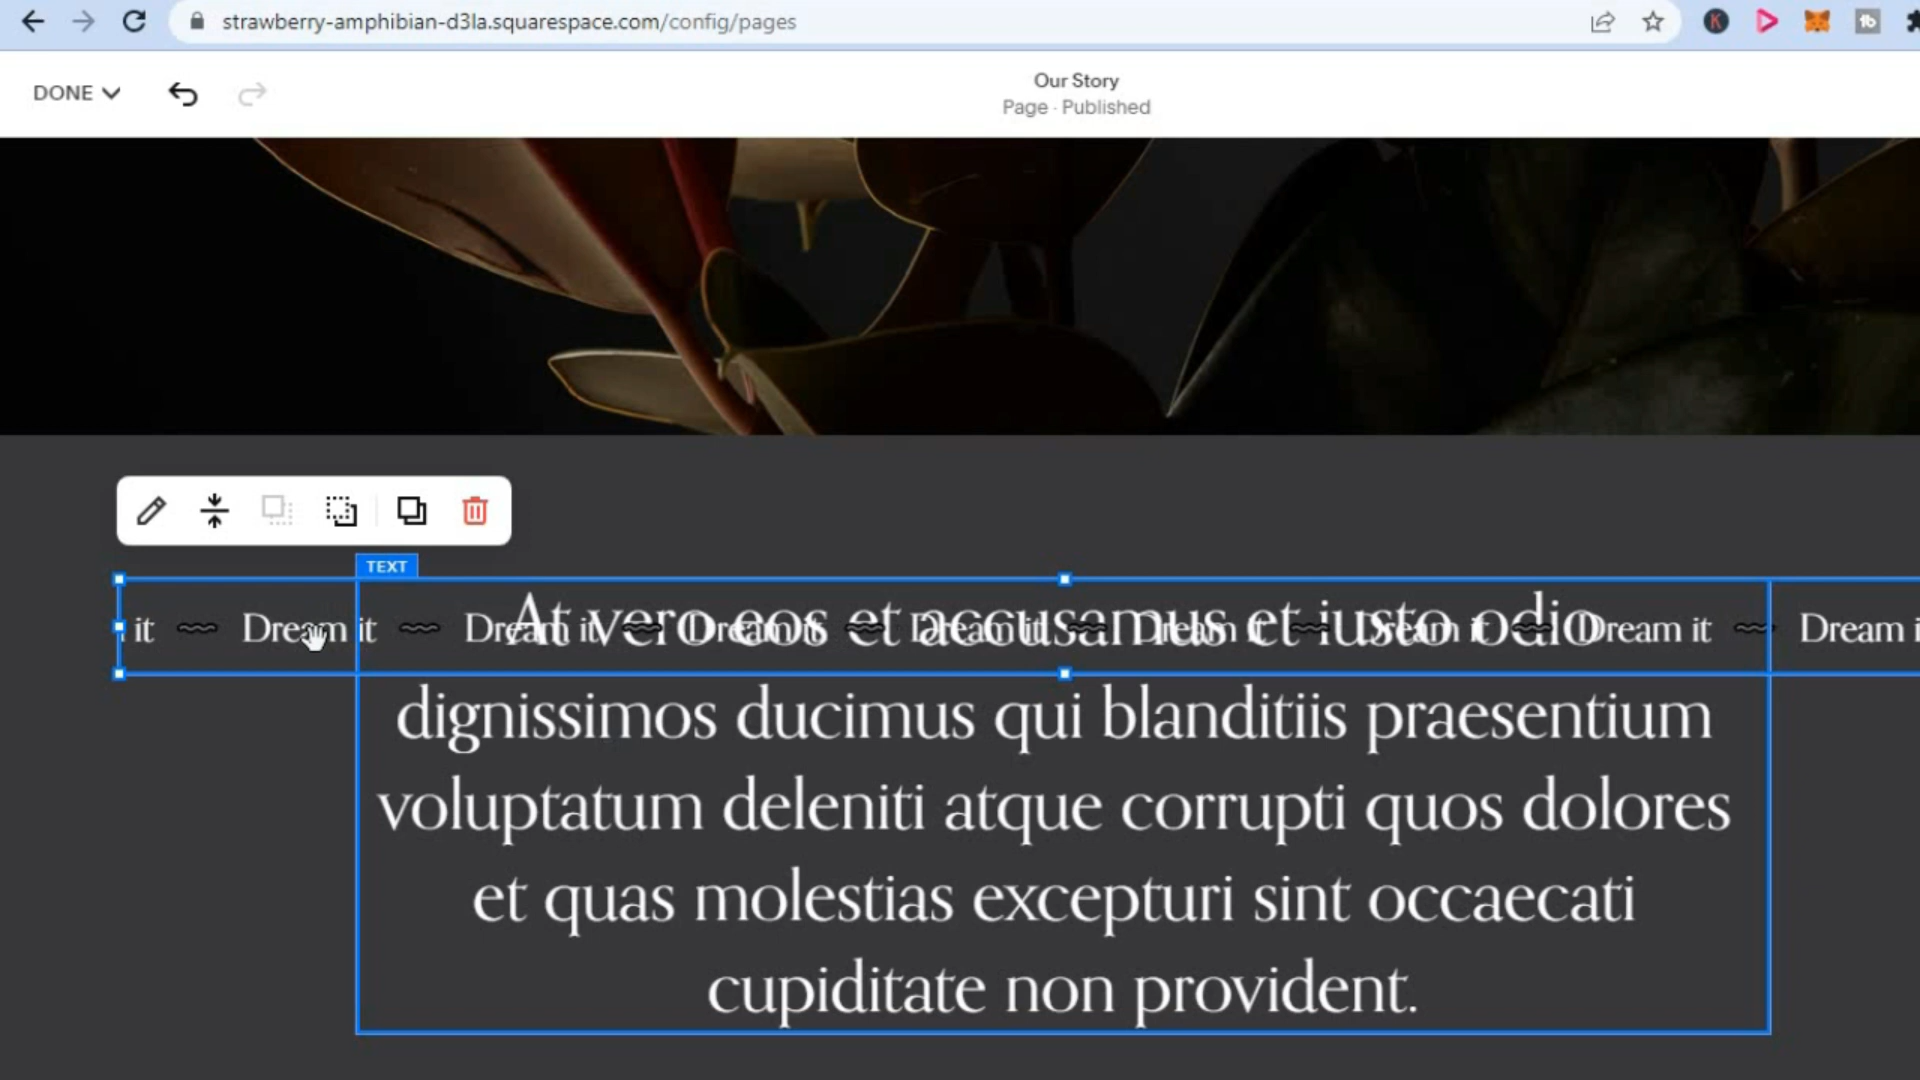 strawberry-amphibian-d3la.squarespace.com/config/pages
K
tb
DONE
Our Story
Page · Published
TEXT
it Dream it Dream it Dream it Dream it Dream it Dream it Dream it Dream i
At vero eos et accusamus et iusto odio
dignissimos ducimus qui blanditiis praesentium
voluptatum deleniti atque corrupti quos dolores
et quas molestias excepturi sint occaecati
cupiditate non provident.